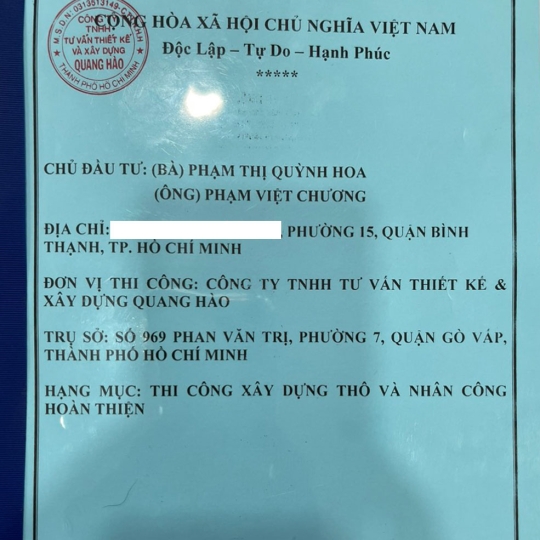 M.S.D.N: 0313613149-C.T.T.N.H.H
CÔNG TY
TNHH
TƯ VẤN THIẾT KẾ
VÀ XÂY DỰNG
QUANG HÀO
THÀNH PHỐ HỒ CHÍ MINH
CỘNG HÒA XÃ HỘI CHỦ NGHĨA VIỆT NAM
Độc Lập – Tự Do – Hạnh Phúc
*****
CHỦ ĐẦU TƯ: (BÀ) PHẠM THỊ QUỲNH HOA
(ÔNG) PHẠM VIỆT CHƯƠNG
ĐỊA CHỈ: , PHƯỜNG 15, QUẬN BÌNH
THẠNH, TP. HỒ CHÍ MINH
ĐƠN VỊ THI CÔNG: CÔNG TY TNHH TƯ VẤN THIẾT KẾ &
XÂY DỰNG QUANG HÀO
TRỤ SỞ: SỐ 969 PHAN VĂN TRỊ, PHƯỜNG 7, QUẬN GÒ VẤP,
THÀNH PHỐ HỒ CHÍ MINH
HẠNG MỤC: THI CÔNG XÂY DỰNG THÔ VÀ NHÂN CÔNG
HOÀN THIỆN